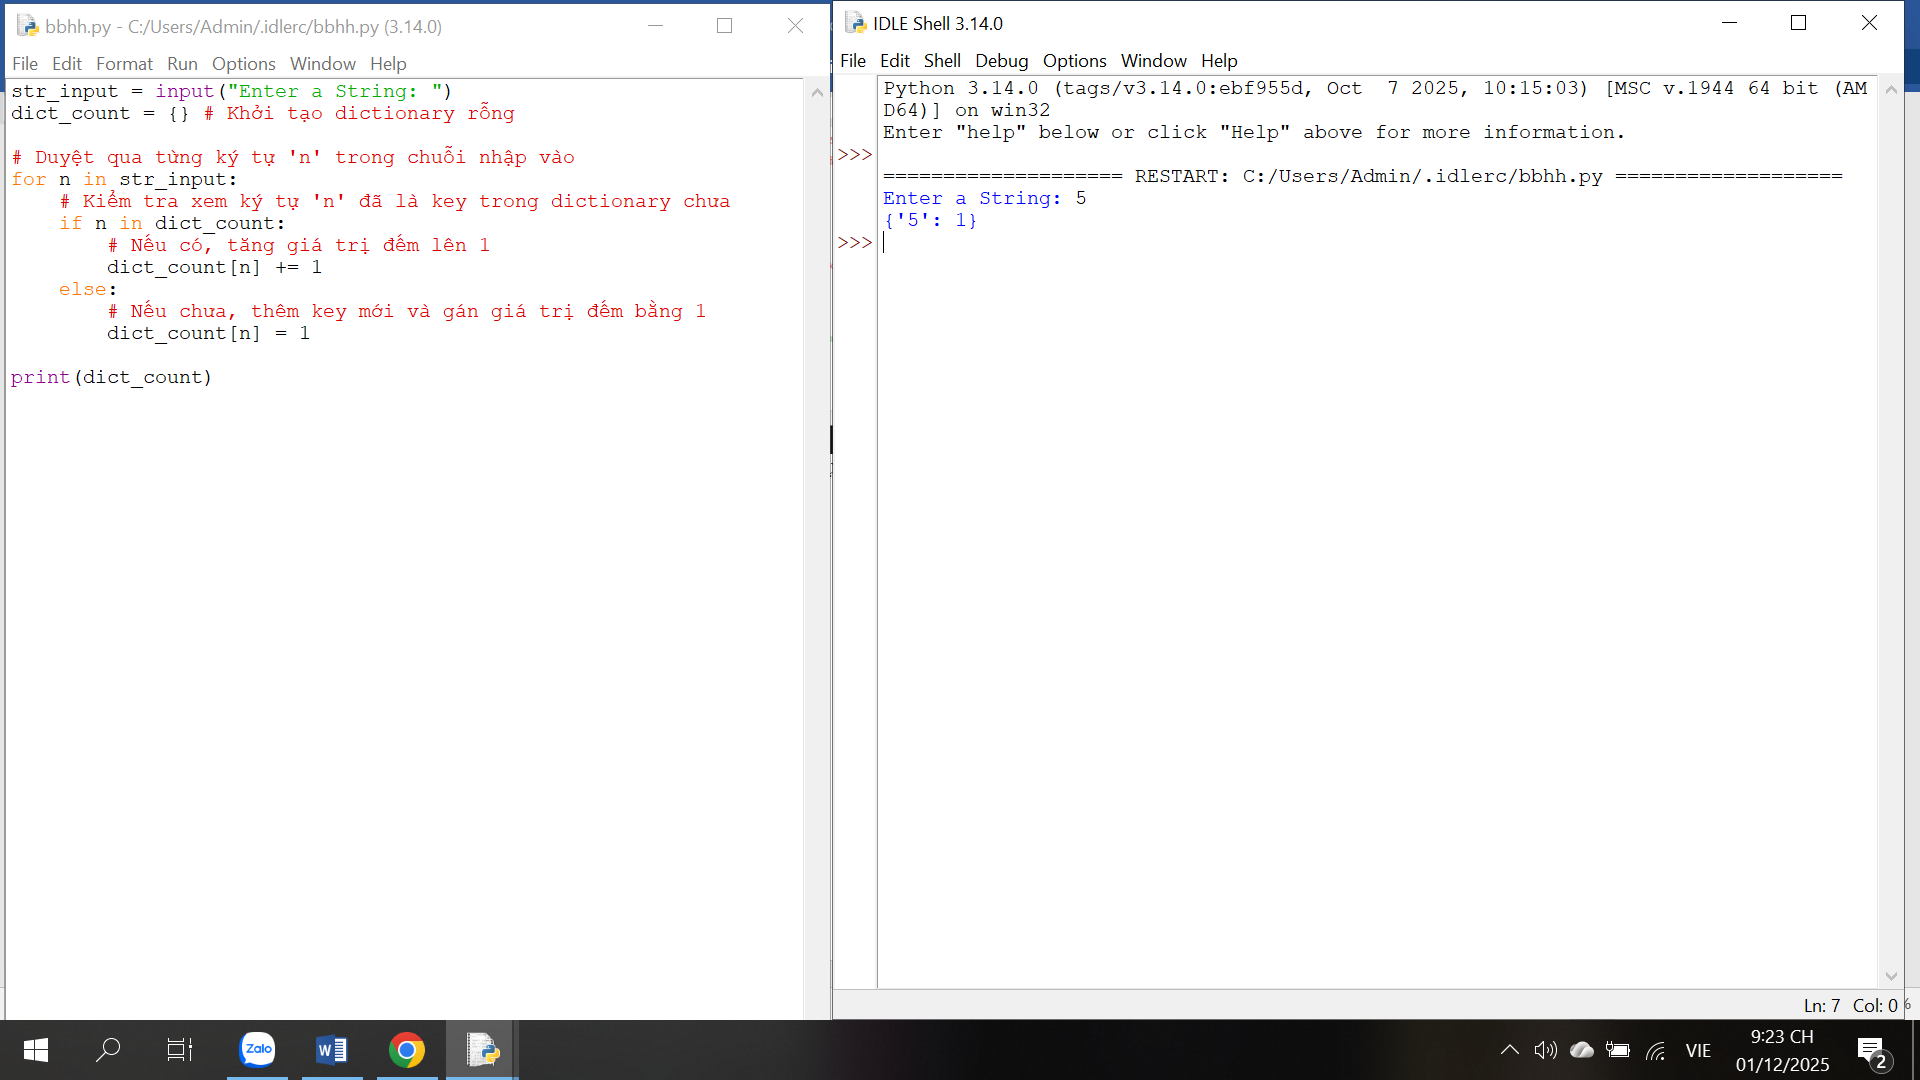 bbhh.py - C:/Users/Admin/.idlerc/bbhh.py (3.14.0)
File Edit Format Run Options Window Help
str_input = input("Enter a String: ")
dict_count = {} # Khởi tạo dictionary rỗng
# Duyệt qua từng ký tự 'n' trong chuỗi nhập vào
for n in str_input:
    # Kiểm tra xem ký tự 'n' đã là key trong dictionary chưa
    if n in dict_count:
        # Nếu có, tăng giá trị đếm lên 1
        dict_count[n] += 1
    else:
        # Nếu chưa, thêm key mới và gán giá trị đếm bằng 1
        dict_count[n] = 1
print(dict_count)
IDLE Shell 3.14.0
File Edit Shell Debug Options Window Help
Python 3.14.0 (tags/v3.14.0:ebf955d, Oct  7 2025, 10:15:03) [MSC v.1944 64 bit (AM
D64)] on win32
Enter "help" below or click "Help" above for more information.
>>>
==================== RESTART: C:/Users/Admin/.idlerc/bbhh.py ===================
Enter a String: 5
{'5': 1}
>>>
Ln: 7 Col: 0
Zalo
W
VIE
9:23 CH
01/12/2025
2